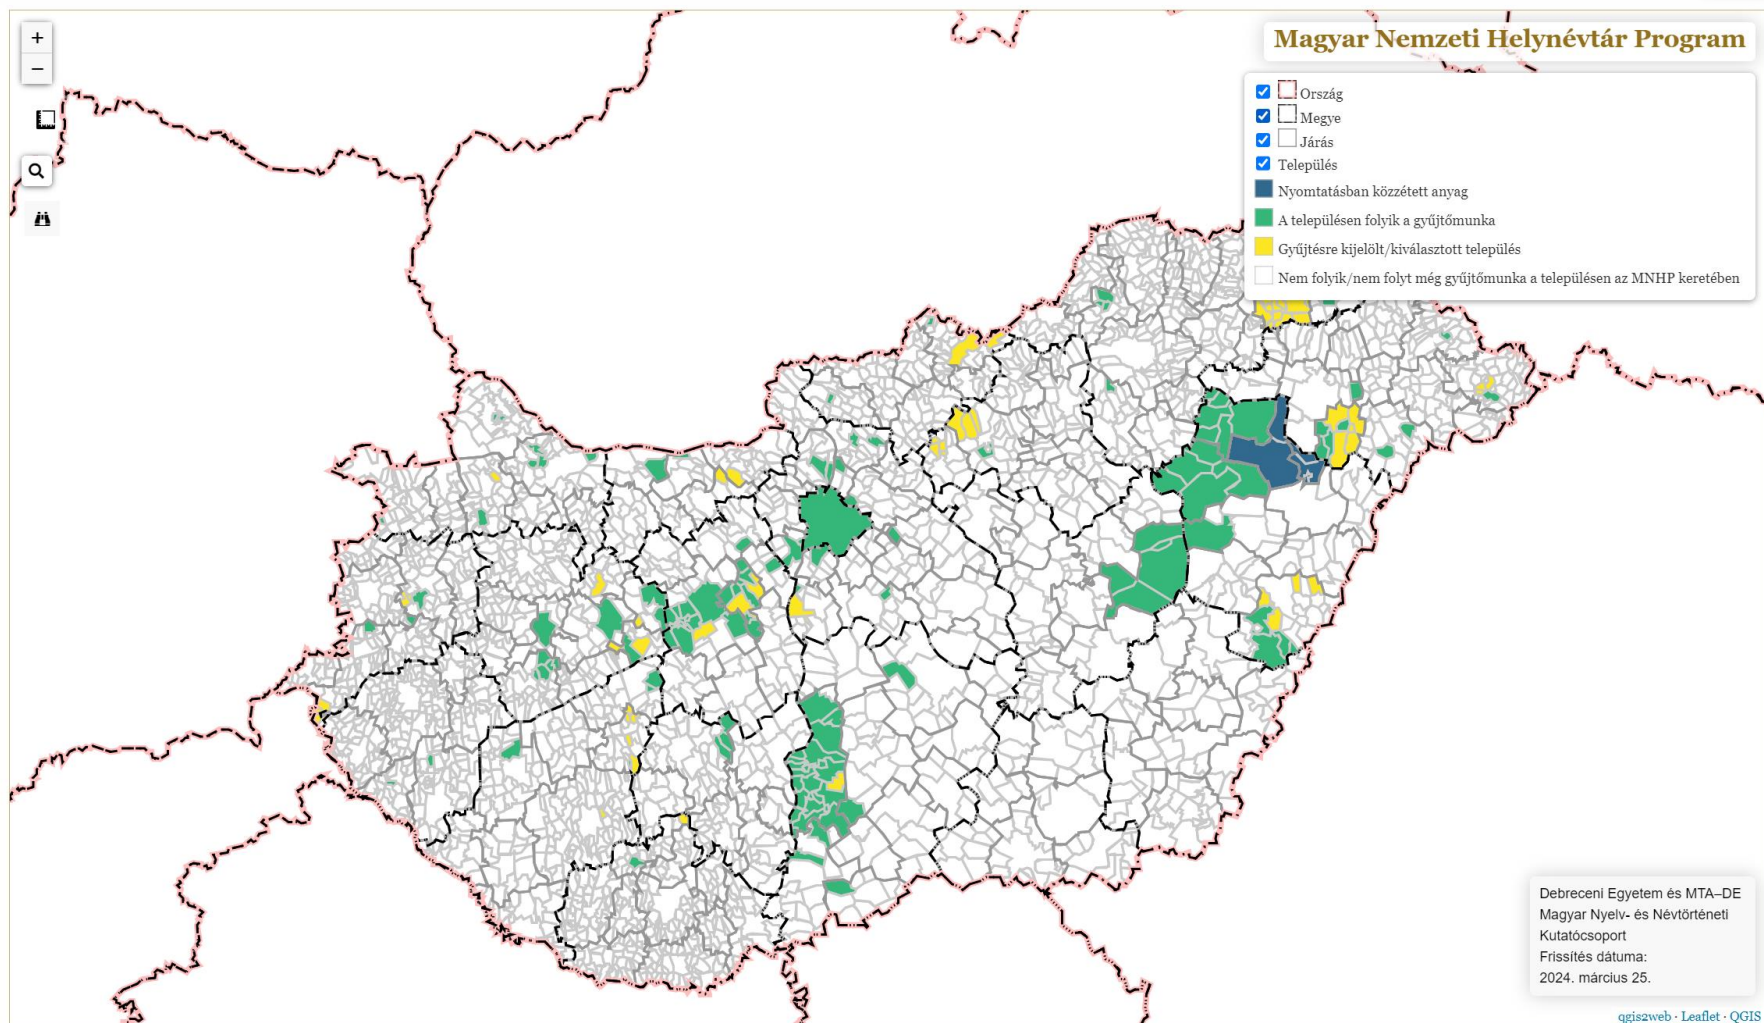 +
−
Magyar Nemzeti Helynévtár Program
Ország
Megye
Járás
Település
Nyomtatásban közzétett anyag
A településen folyik a gyűjtőmunka
Gyűjtésre kijelölt/kiválasztott település
Nem folyik/nem folyt még gyűjtőmunka a településen az MNHP keretében
Debreceni Egyetem és MTA–DE
Magyar Nyelv- és Névtörténeti
Kutatócsoport
Frissítés dátuma:
2024. március 25.
qgis2web · Leaflet · QGIS